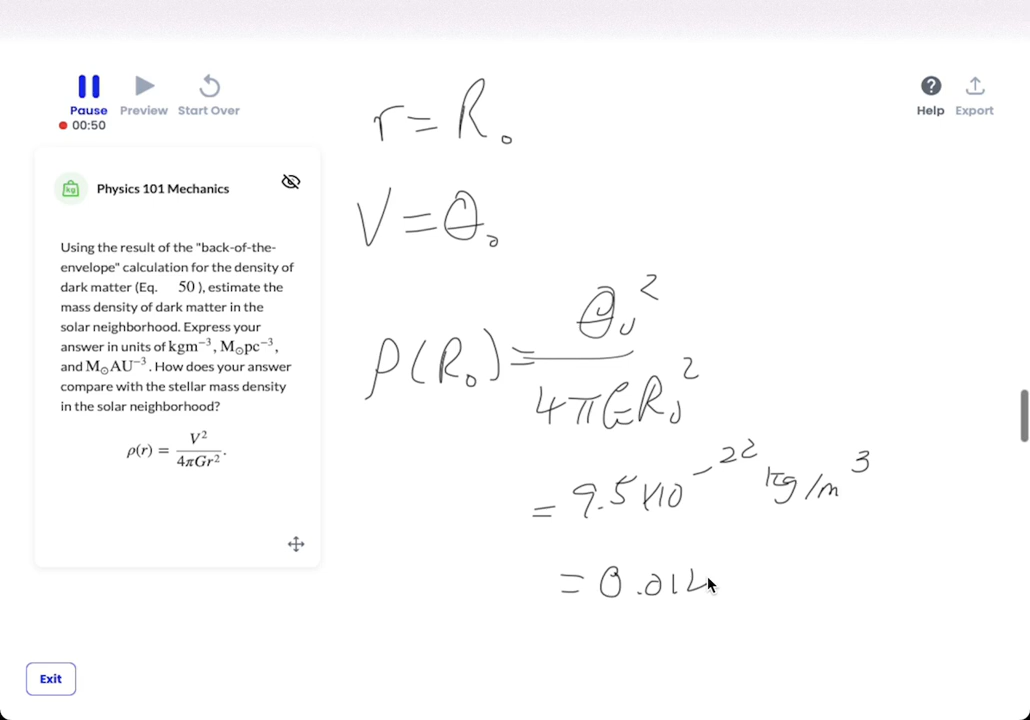 Pause Preview Start Over
00:50
Help Export
kg Physics 101 Mechanics
Using the result of the "back-of-the-
envelope" calculation for the density of
dark matter (Eq. 50 ), estimate the
mass density of dark matter in the
solar neighborhood. Express your
answer in units of kgm⁻³, M⊙pc⁻³,
and M⊙AU⁻³. How does your answer
compare with the stellar mass density
in the solar neighborhood?
ρ(r) = V²/4πGr².
Exit
r = R₀
V = Θ₀
ρ(R₀) = Θ₀²/4πGR₀²
= 9.5×10⁻²² kg/m³
= 0.014